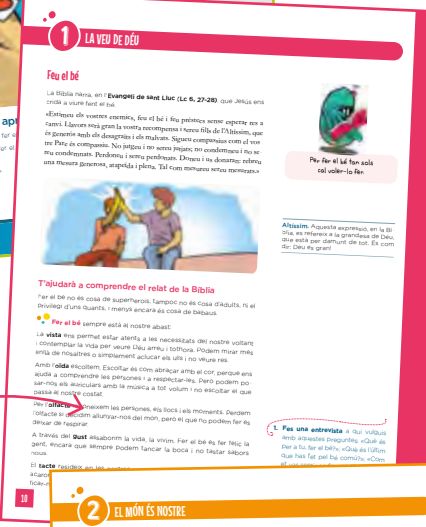 1
LA VEU DE DÉU
Feu el bé
La Bíblia narra, en l'Evangeli de sant Lluc (Lc 6, 27-28) que Jesús ens
crida a viure fent el bé.
«Estimeu els vostres enemics, feu el bé i feu préstecs sense esperar res a
canvi. Llavors serà gran la vostra recompensa i sereu fills de l'Altíssim, que
és generós amb els desagraïts i els malvats. Sigueu compassius com el vos-
tre Pare és compassiu. No jutgeu i no sereu jutjats; no condemneu i no se-
reu condemnats. Perdoneu i sereu perdonats. Doneu i us donaran: rebreu
una mesura generosa, atapeïda i plena. Tal com mesureu sereu mesurats.»
Per fer el bé tan sols
cal voler-lo fer.
Altíssim. Aquesta expressió, en la Bí-
blia, es refereix a la grandesa de Déu,
que està per damunt de tot. És com
dir: Déu és gran!
T'ajudarà a comprendre el relat de la Bíblia
Fer el bé no és cosa de superherois, tampoc no és cosa d'adults, ni el
privilegi d'uns quants, i menys encara és cosa de babaus.
Fer el bé sempre està al nostre abast:
La vista ens permet estar atents a les necessitats del nostre voltant
i contemplar la vida per veure Déu arreu i tothora. Podem mirar més
enllà de nosaltres o simplement aclucar els ulls i no veure res.
Amb l'oïda escoltem. Escoltar és com abraçar amb el cor, perquè ens
ajuda a comprendre les persones i a respectar-les. Però podem po-
sar-nos els auriculars amb la música a tot volum i no escoltar el que
passa al nostre costat.
Per l'olfacte coneixem les persones, els llocs i els moments. Perdem
l'olfacte si decidim allunyar-nos del món, però el que no podem fer és
deixar de respirar.
A través del gust assaborim la vida, la vivim. Fer el bé és fer feliç la
gent, encara que sempre podem tancar la boca i no tastar sabors
nous.
El tacte resideix en les
1. Fes una entrevista a qui vulguis
amb aquestes preguntes: «Què és
per a tu, fer el bé?»; «Què és l'últim
que has fet pel bé comú?»; «Com
10
2
EL MÓN ÉS NOSTRE